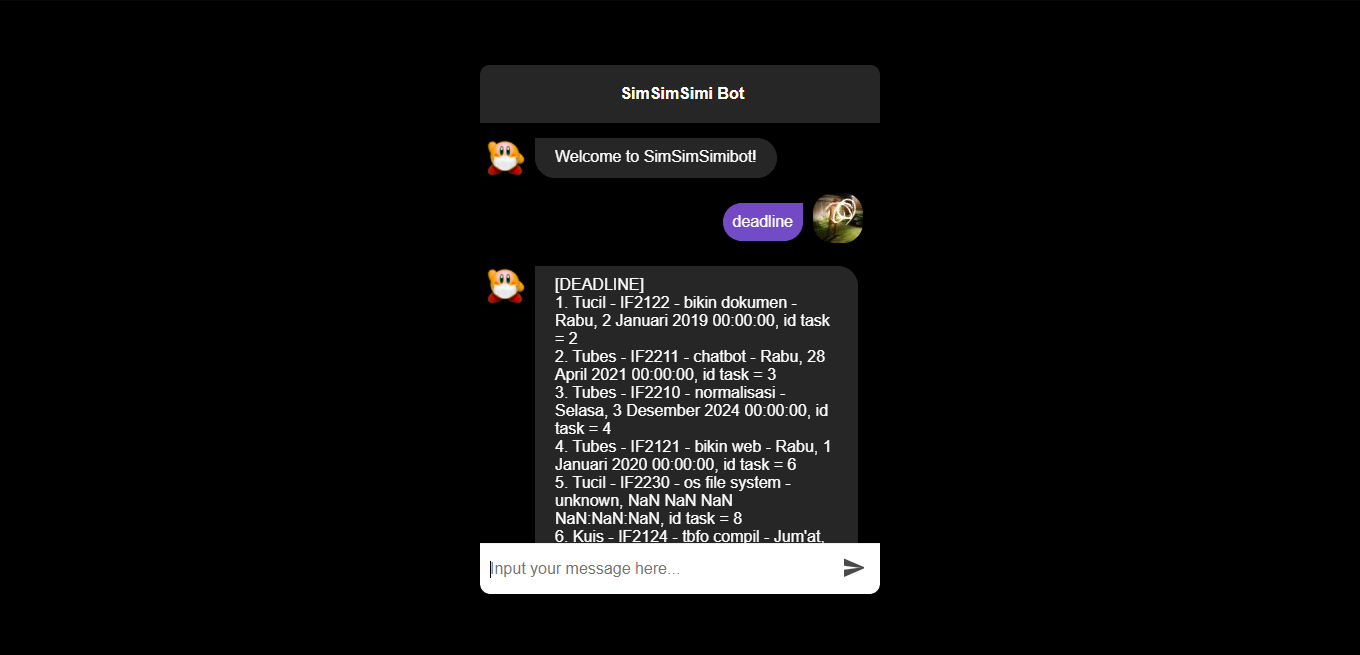 SimSimSimi Bot
Welcome to SimSimSimibot!
deadline
[DEADLINE]
1. Tucil - IF2122 - bikin dokumen -
Rabu, 2 Januari 2019 00:00:00, id task
= 2
2. Tubes - IF2211 - chatbot - Rabu, 28
April 2021 00:00:00, id task = 3
3. Tubes - IF2210 - normalisasi -
Selasa, 3 Desember 2024 00:00:00, id
task = 4
4. Tubes - IF2121 - bikin web - Rabu, 1
Januari 2020 00:00:00, id task = 6
5. Tucil - IF2230 - os file system -
unknown, NaN NaN NaN
NaN:NaN:NaN, id task = 8
6. Kuis - IF2124 - tbfo compil - Jum'at,
Input your message here...